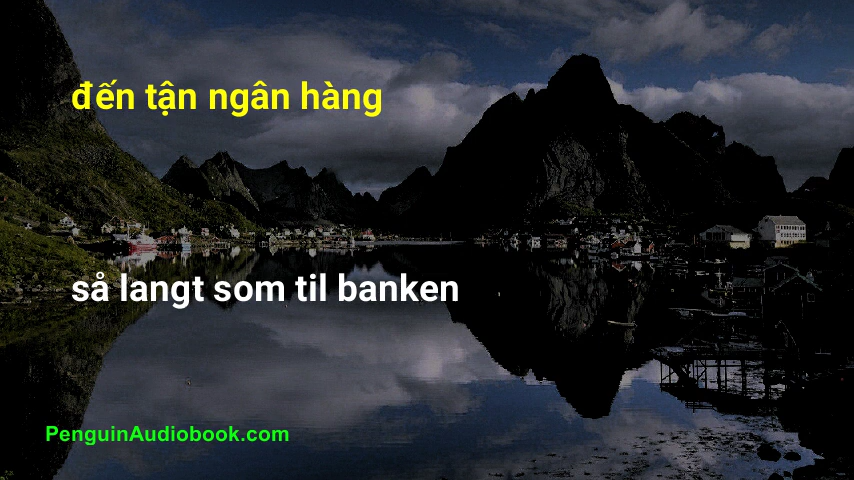 đến tận ngân hàng
så langt som til banken
PenguinAudiobook.com